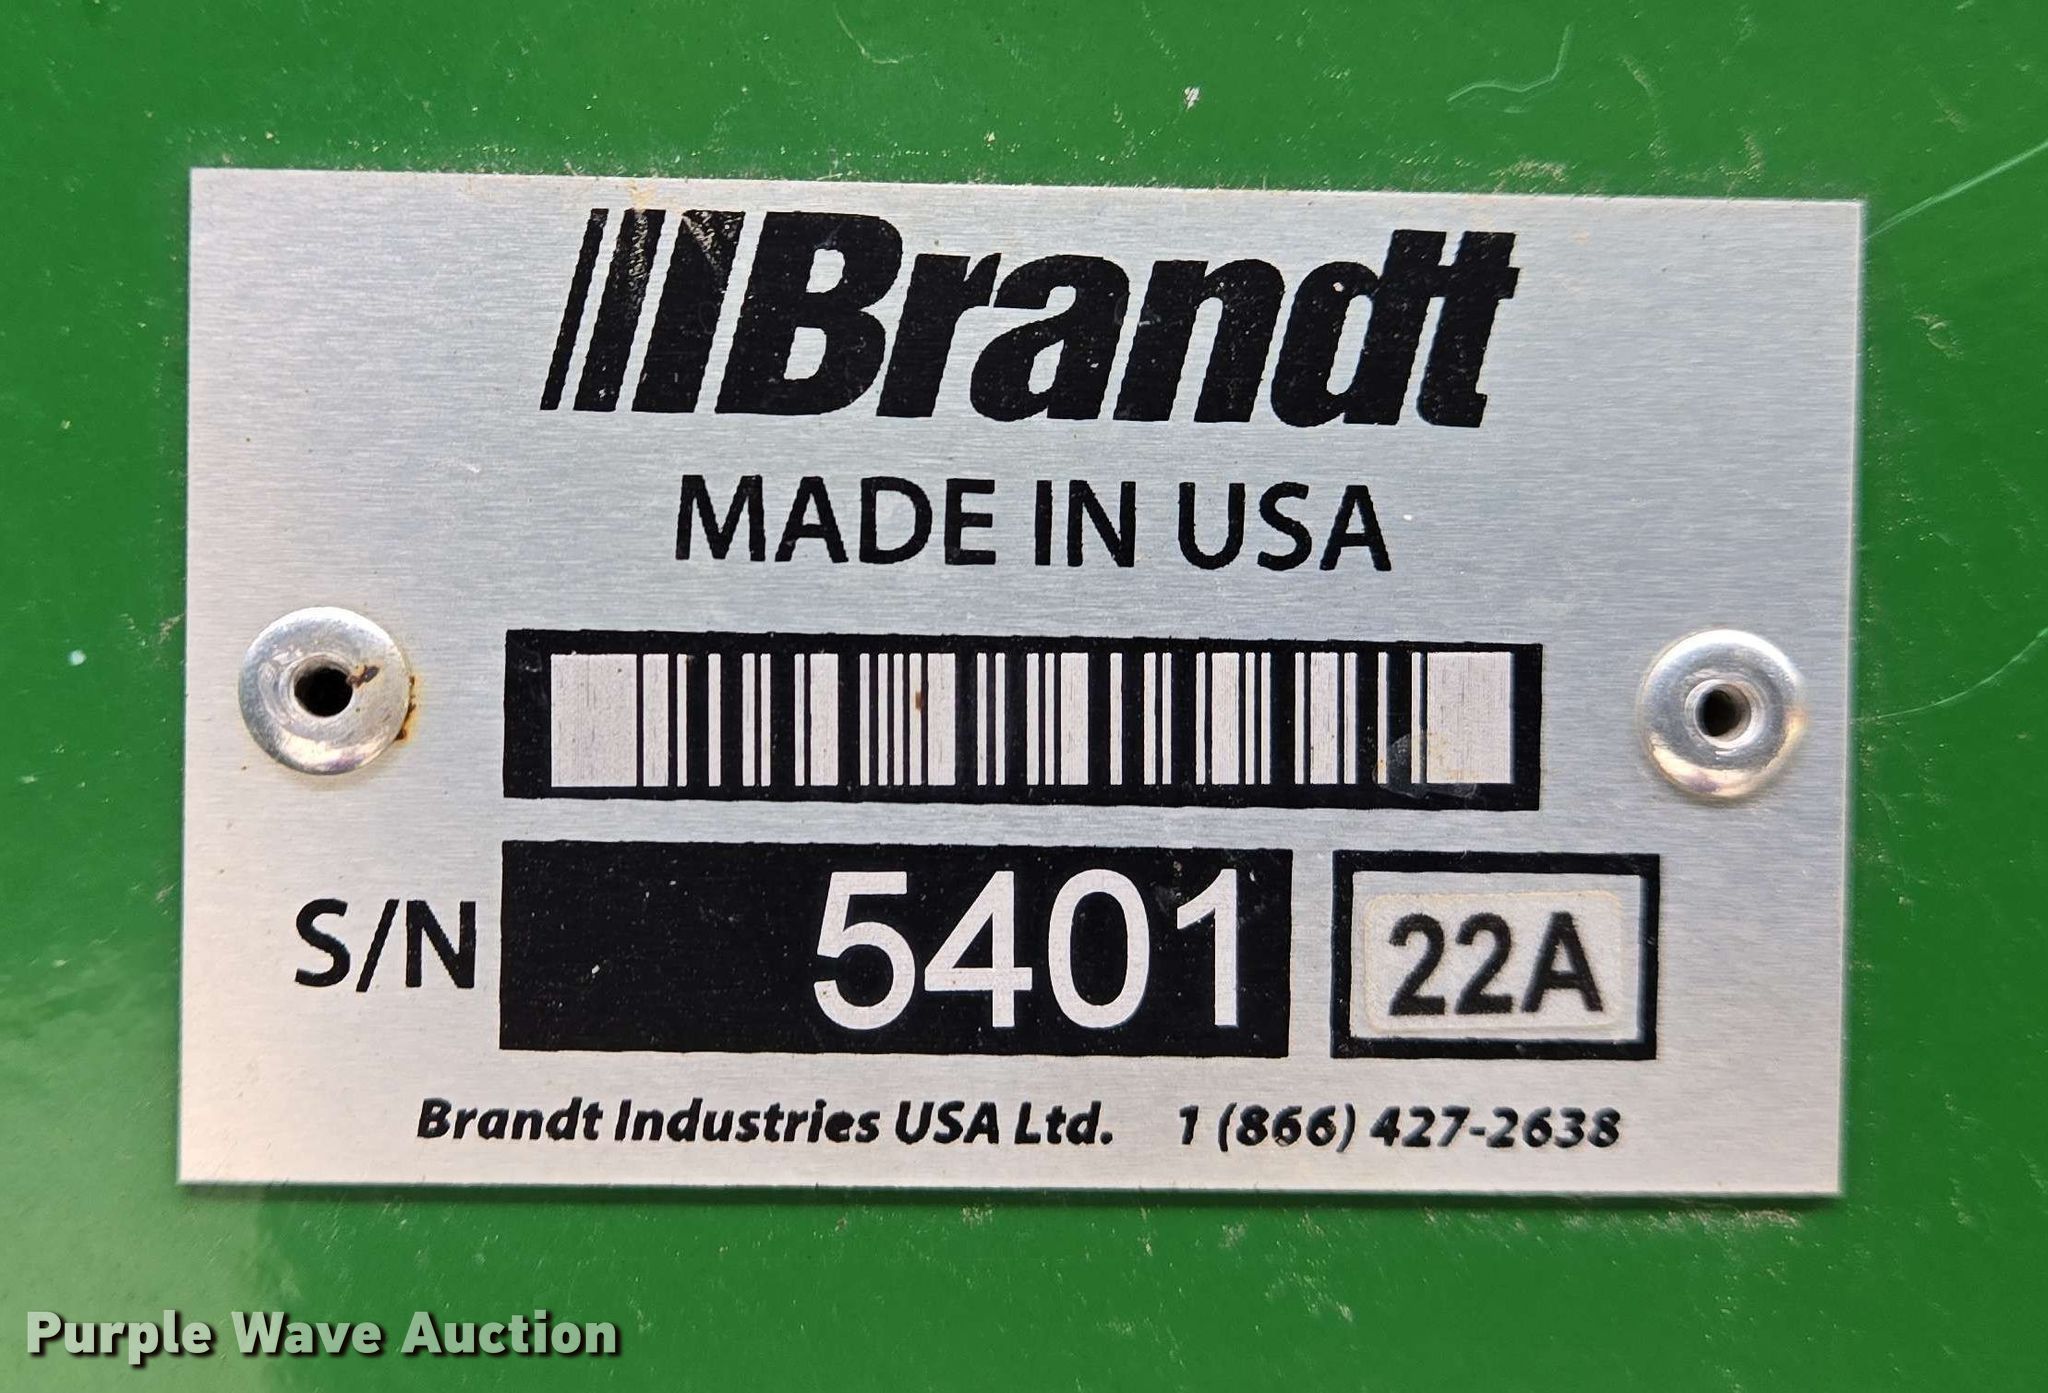 Brandt
MADE IN USA
S/N 5401 22A
Brandt Industries USA Ltd. 1 (866) 427-2638
Purple Wave Auction